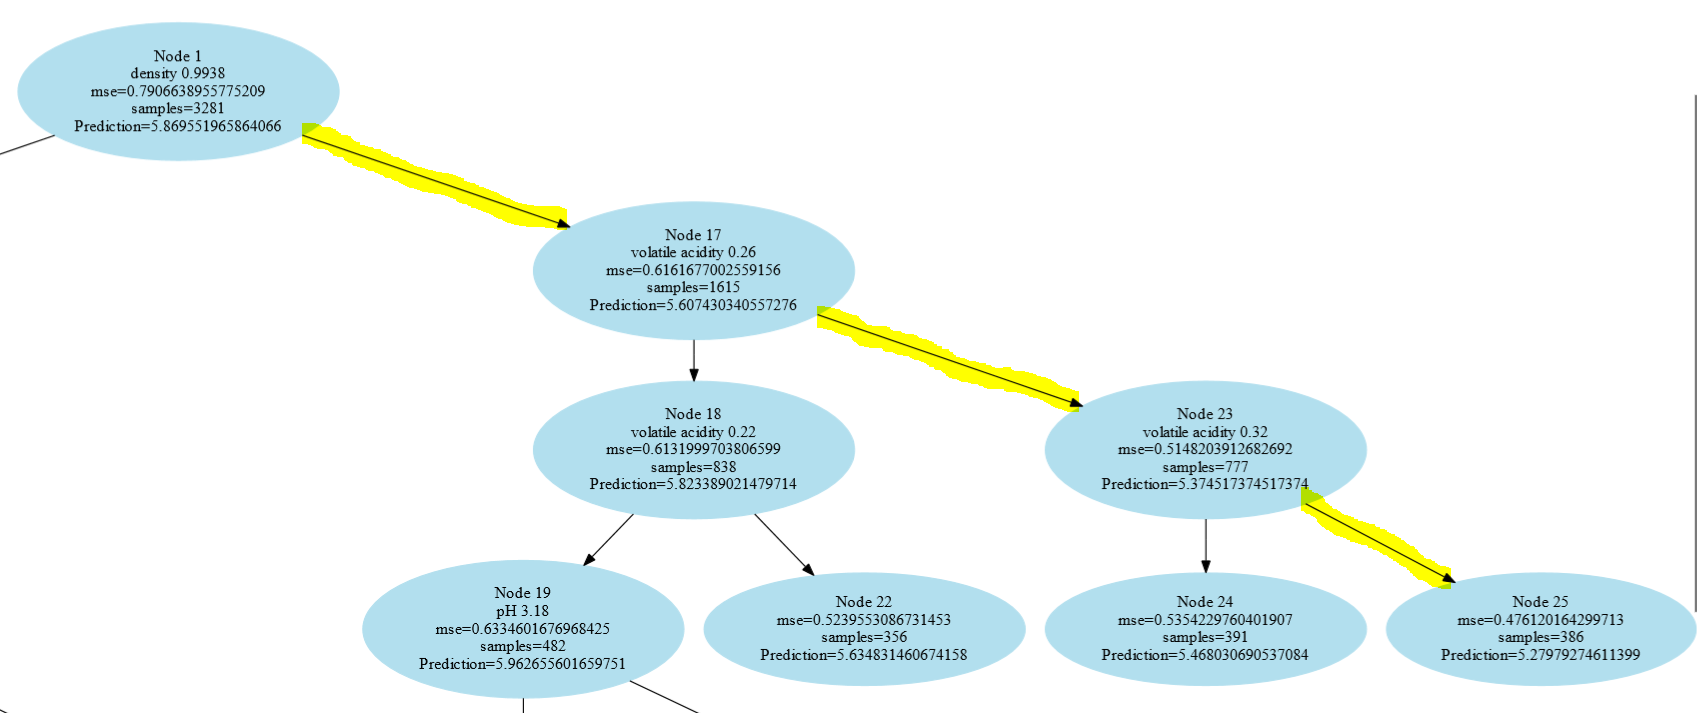 Node 1
density 0.9938
mse=0.7906638955775209
samples=3281
Prediction=5.869551965864066
Node 17
volatile acidity 0.26
mse=0.6161677002559156
samples=1615
Prediction=5.607430340557276
Node 18
volatile acidity 0.22
mse=0.6131999703806599
samples=838
Prediction=5.823389021479714
Node 23
volatile acidity 0.32
mse=0.5148203912682692
samples=777
Prediction=5.374517374517374
Node 19
pH 3.18
mse=0.6334601676968425
samples=482
Prediction=5.962655601659751
Node 22
mse=0.5239553086731453
samples=356
Prediction=5.634831460674158
Node 24
mse=0.5354229760401907
samples=391
Prediction=5.468030690537084
Node 25
mse=0.476120164299713
samples=386
Prediction=5.27979274611399